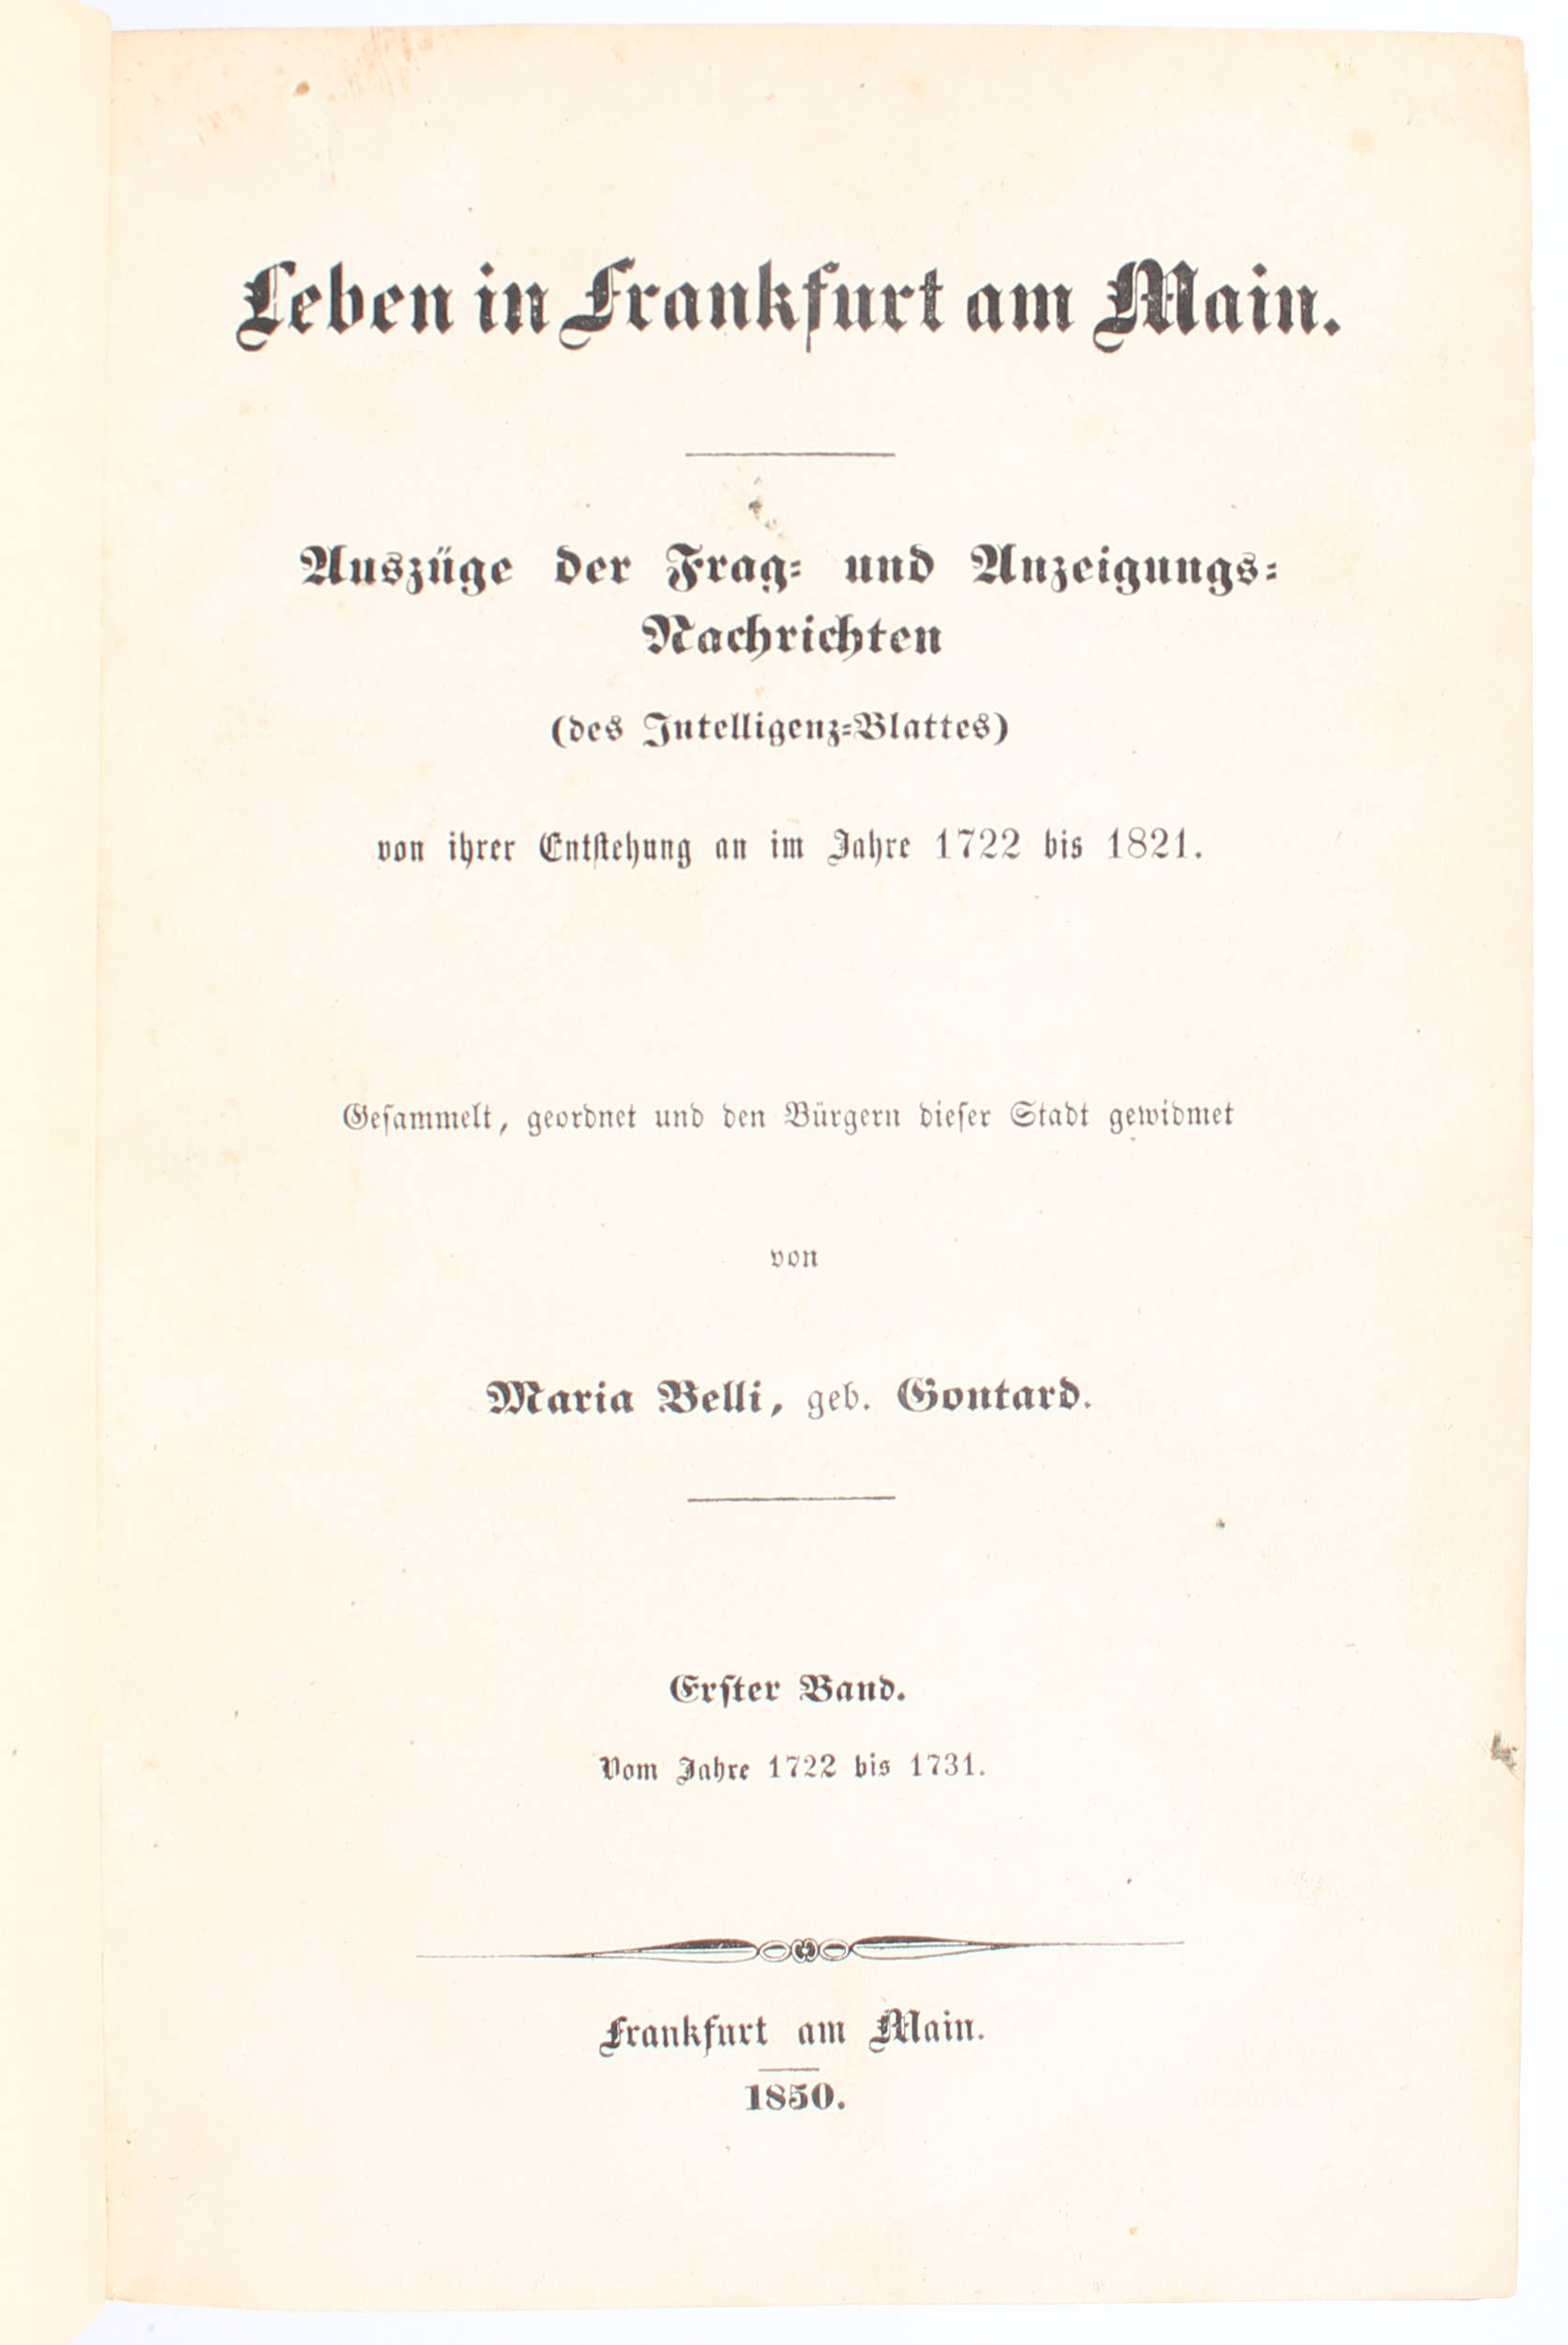 Leben in Frankfurt am Main.
Auszüge der Frag- und Anzeigungs-
Nachrichten
(des Intelligenz-Blattes)
von ihrer Entstehung an im Jahre 1722 bis 1821.
Gesammelt, geordnet und den Bürgern dieser Stadt gewidmet
von
Maria Belli, geb. Gontard.
Erster Band.
Vom Jahre 1722 bis 1731.
Frankfurt am Main.
1850.